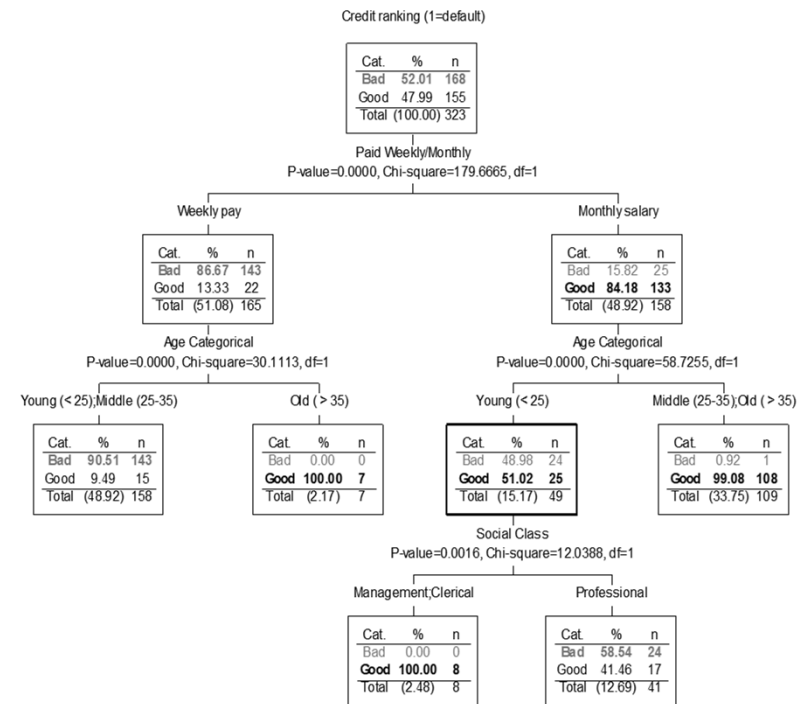 Credit ranking (1=default)
Cat. % n
Bad 52.01 168
Good 47.99 155
Total (100.00) 323
Paid Weekly/Monthly
P-value=0.0000, Chi-square=179.6665, df=1
Weekly pay
Cat. % n
Bad 86.67 143
Good 13.33 22
Total (51.08) 165
Monthly salary
Cat. % n
Bad 15.82 25
Good 84.18 133
Total (48.92) 158
Age Categorical
P-value=0.0000, Chi-square=30.1113, df=1
Age Categorical
P-value=0.0000, Chi-square=58.7255, df=1
Young (< 25);Middle (25-35)
Cat. % n
Bad 90.51 143
Good 9.49 15
Total (48.92) 158
Old ( > 35)
Cat. % n
Bad 0.00 0
Good 100.00 7
Total (2.17) 7
Young (< 25)
Cat. % n
Bad 48.98 24
Good 51.02 25
Total (15.17) 49
Middle (25-35);Old ( > 35)
Cat. % n
Bad 0.92 1
Good 99.08 108
Total (33.75) 109
Social Class
P-value=0.0016, Chi-square=12.0388, df=1
Management;Clerical
Cat. % n
Bad 0.00 0
Good 100.00 8
Total (2.48) 8
Professional
Cat. % n
Bad 58.54 24
Good 41.46 17
Total (12.69) 41